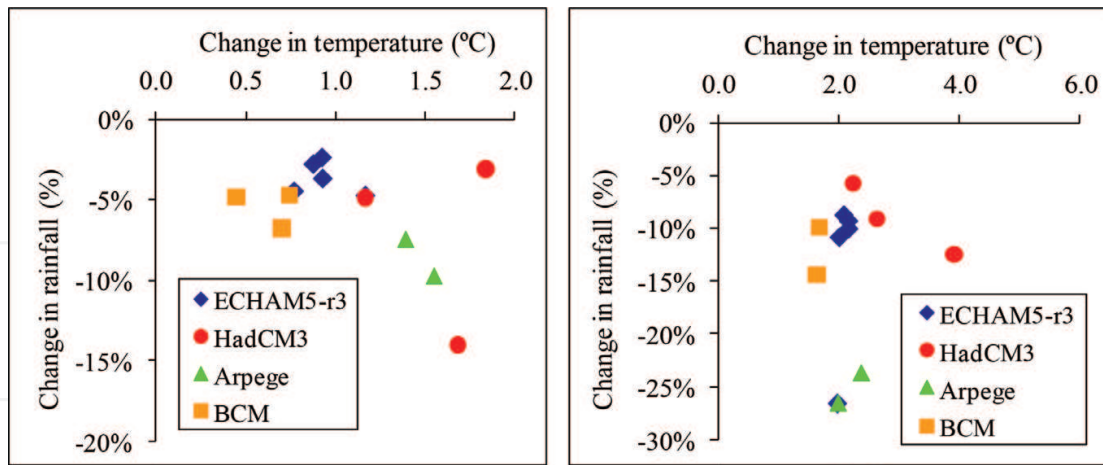 Change in temperature (ºC)
0.0 0.5 1.0 1.5 2.0
Change in rainfall (%)
0%
-5%
-10%
-15%
-20%
ECHAM5-r3
HadCM3
Arpege
BCM
Change in temperature (ºC)
0.0 2.0 4.0 6.0
Change in rainfall (%)
0%
-5%
-10%
-15%
-20%
-25%
-30%
ECHAM5-r3
HadCM3
Arpege
BCM